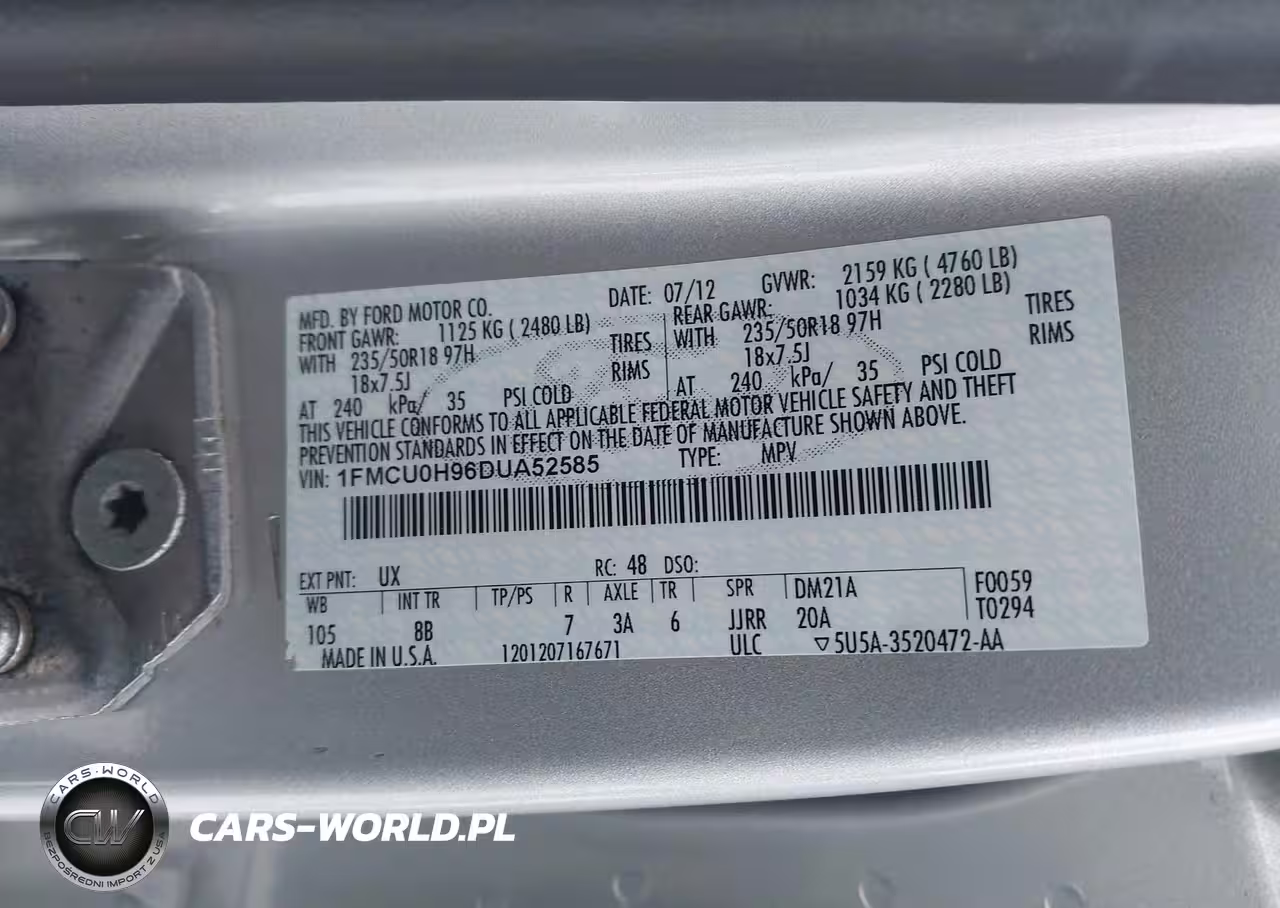 MFD. BY FORD MOTOR CO. DATE: 07/12 GVWR: 2159 KG ( 4760 LB)
FRONT GAWR: 1125 KG ( 2480 LB) REAR GAWR: 1034 KG ( 2280 LB)
WITH 235/50R18 97H TIRES WITH 235/50R18 97H TIRES
18x7.5J RIMS 18x7.5J RIMS
AT 240 kPa/ 35 PSI COLD AT 240 kPa/ 35 PSI COLD
THIS VEHICLE CONFORMS TO ALL APPLICABLE FEDERAL MOTOR VEHICLE SAFETY AND THEFT
PREVENTION STANDARDS IN EFFECT ON THE DATE OF MANUFACTURE SHOWN ABOVE.
VIN: 1FMCU0H96DUA52585 TYPE: MPV
EXT PNT: UX RC: 48 DSO:
WB INT TR TP/PS R AXLE TR SPR DM21A F0059
105 8B 7 3A 6 JJRR 20A T0294
MADE IN U.S.A. 1201207167671 ULC ▽5U5A-3520472-AA
CARS-WORLD
CW
BEZPOŚREDNI IMPORT Z USA
CARS-WORLD.PL